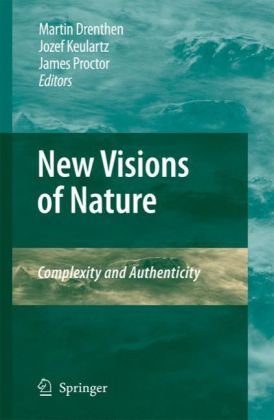 Martin Drenthen
Jozef Keulartz
James Proctor
Editors
New Visions
of Nature
Complexity and Authenticity
Springer